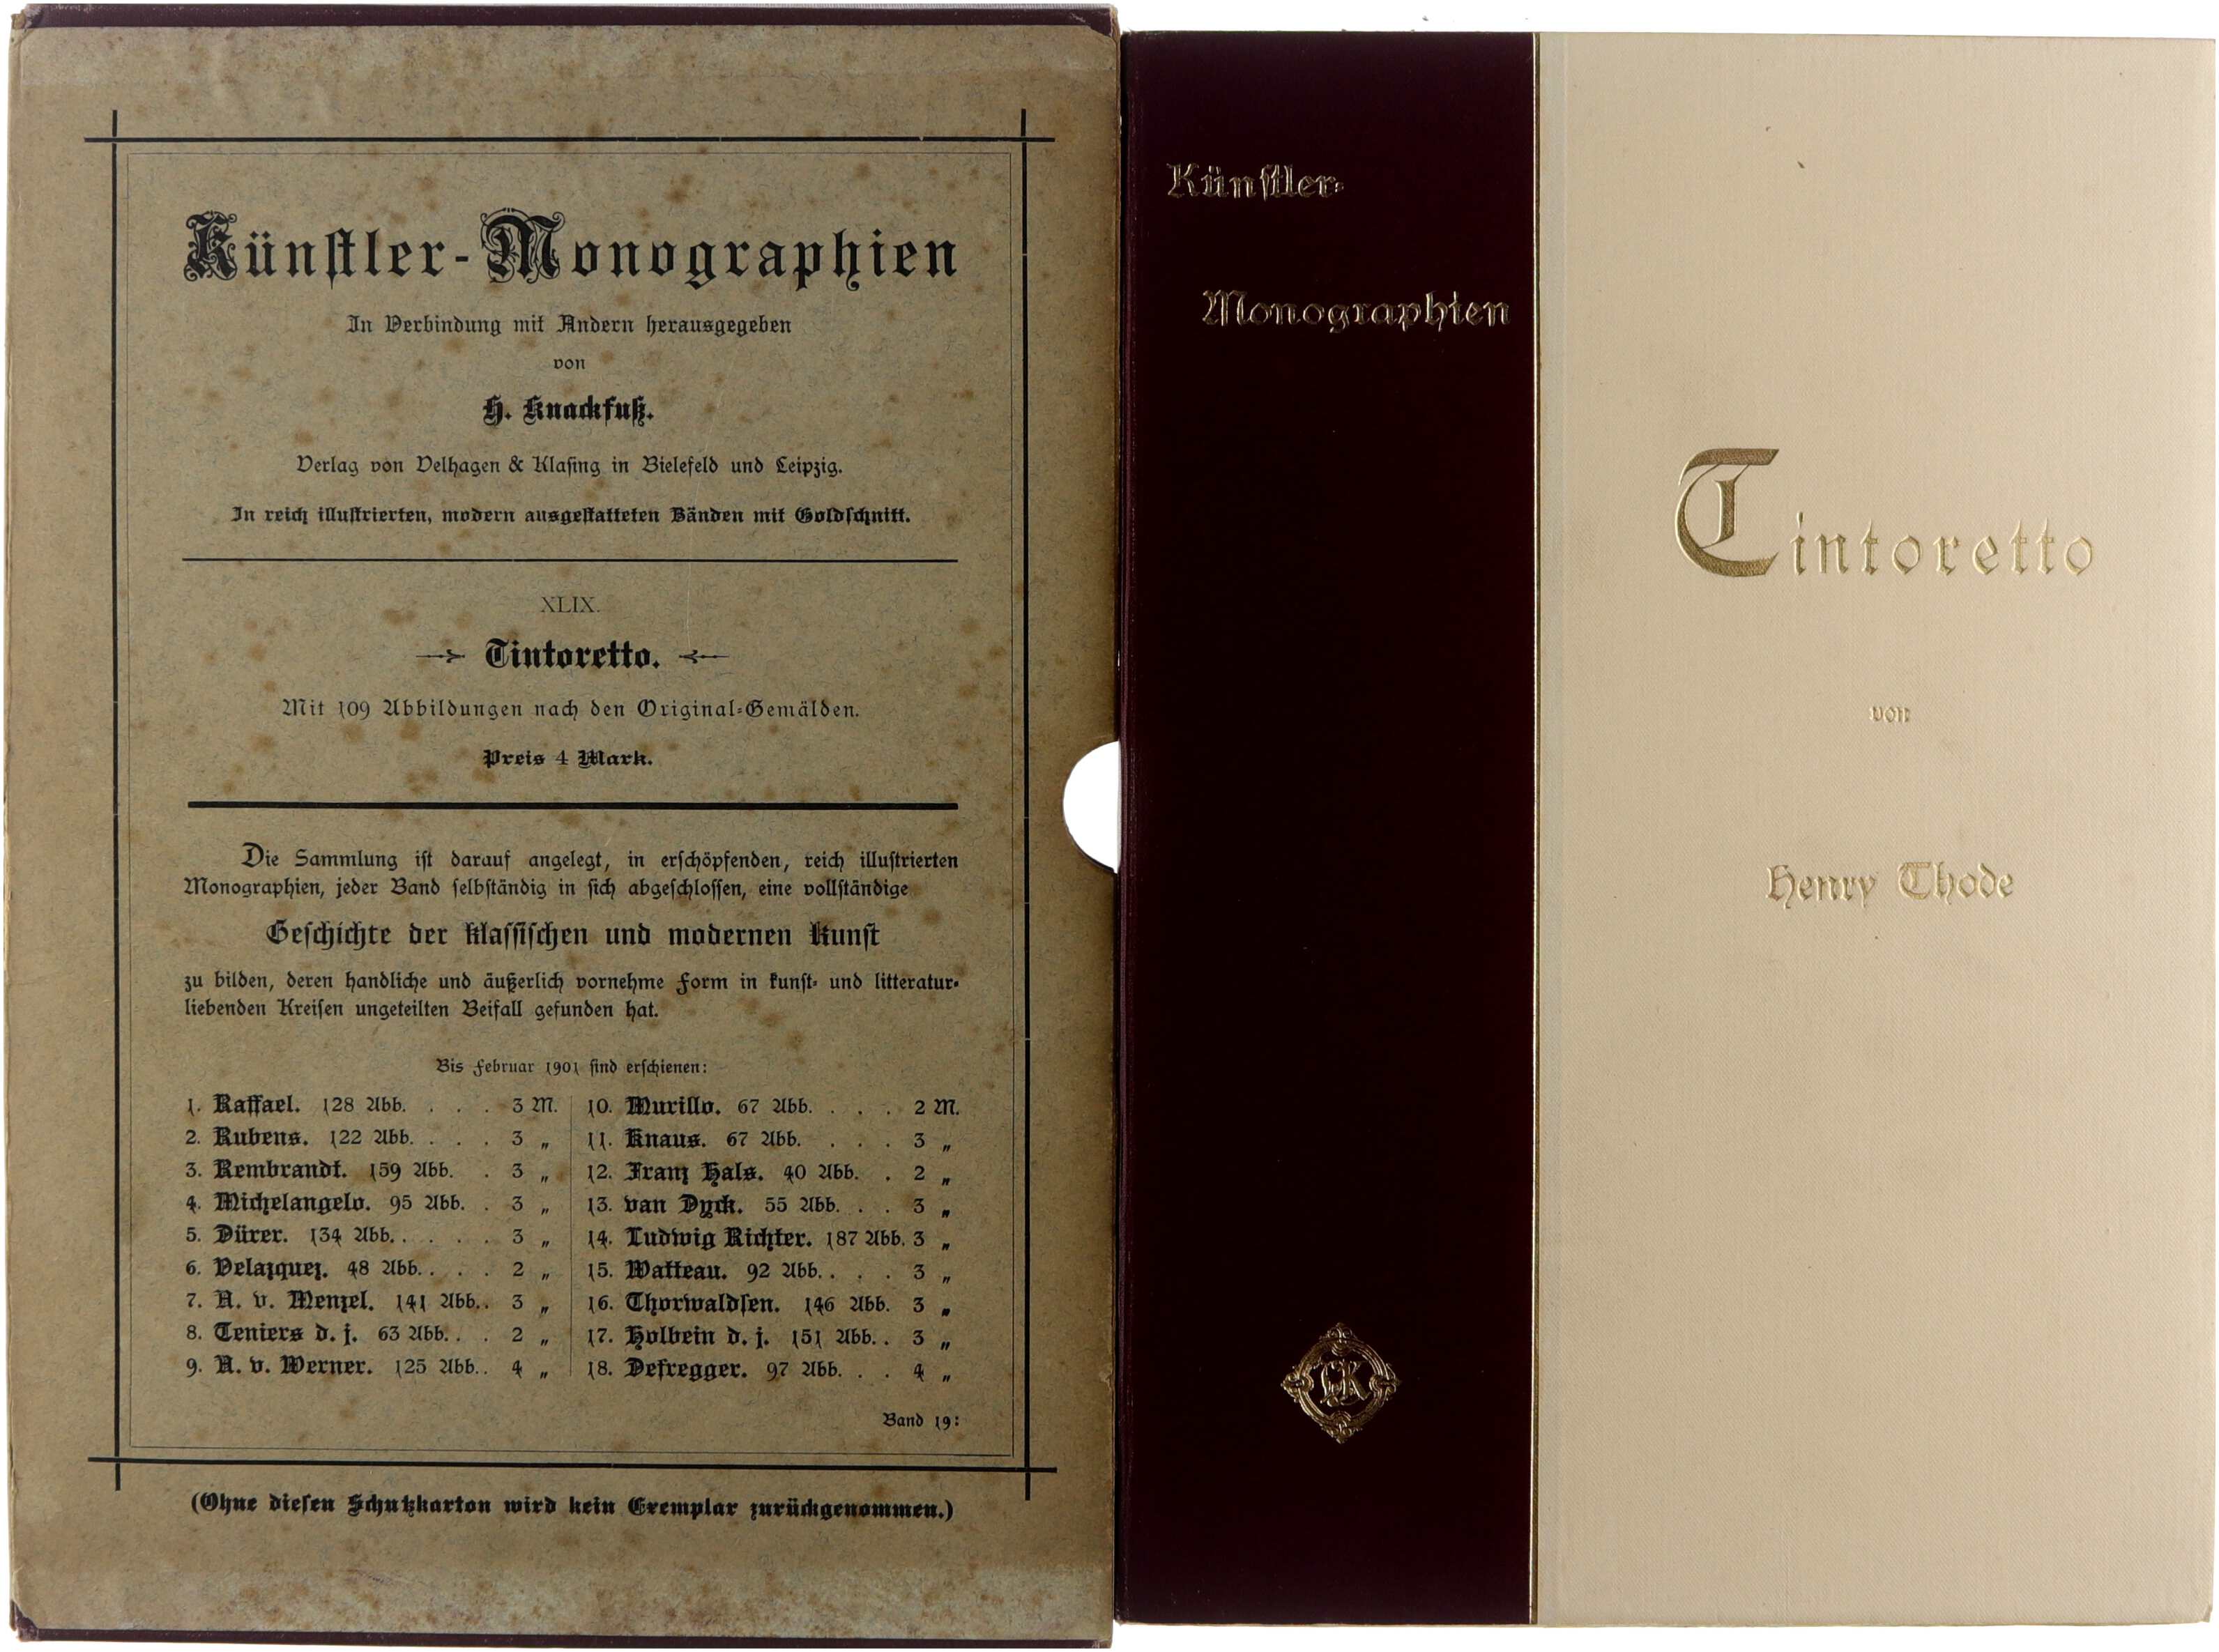 Künstler-Monographien
In Verbindung mit Andern herausgegeben
von
H. Knackfuß.
Verlag von Velhagen & Klasing in Bielefeld und Leipzig.
In reich illustrierten, modern ausgestatteten Bänden mit Goldschnitt.
XLIX.
Tintoretto.
Mit 109 Abbildungen nach den Original-Gemälden.
Preis 4 Mark.
Die Sammlung ist darauf angelegt, in erschöpfenden, reich illustrierten
Monographien, jeder Band selbständig in sich abgeschlossen, eine vollständige
Geschichte der klassischen und modernen Kunst
zu bilden, deren handliche und äußerlich vornehme Form in kunst- und litteratur-
liebenden Kreisen ungeteilten Beifall gefunden hat.
Bis Februar 1901 sind erschienen:
1. Raffael. 128 Abb. . . . 3 M.
2. Rubens. 122 Abb. . . . 3 „
3. Rembrandt. 159 Abb. . 3 „
4. Michelangelo. 95 Abb. . 3 „
5. Dürer. 134 Abb. . . . . 3 „
6. Velazquez. 48 Abb. . . . 2 „
7. A. v. Menzel. 141 Abb. . 3 „
8. Teniers d. j. 63 Abb. . . 2 „
9. A. v. Werner. 125 Abb. . 4 „
10. Murillo. 67 Abb. . . . 2 M.
11. Knaus. 67 Abb. . . . 3 „
12. Franz Hals. 40 Abb. . 2 „
13. van Dyck. 55 Abb. . . 3 „
14. Ludwig Richter. 187 Abb. 3 „
15. Watteau. 92 Abb. . . . 3 „
16. Thorwaldsen. 146 Abb. 3 „
17. Holbein d. j. 151 Abb. . 3 „
18. Defregger. 97 Abb. . . 4 „
Band 19:
(Ohne diesen Schutzkarton wird kein Exemplar zurückgenommen.)
Künstler-
Monographien
Tintoretto
von
Henry Thode